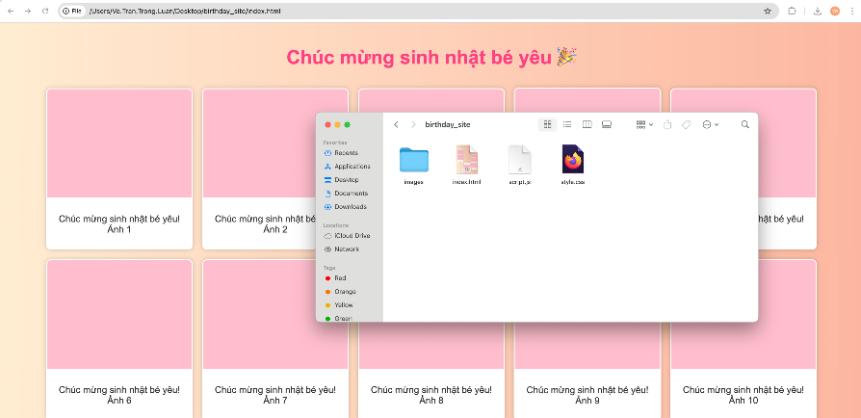 File /Users/Va.Tran.Trong.Luan/Desktop/birthday_site/index.html
Chúc mừng sinh nhật bé yêu
birthday_site
Favorites
Recents
Applications
Desktop
Documents
Downloads
Locations
iCloud Drive
Network
Tags
Red
Orange
Yellow
Green
images
index.html
script.js
style.css
Chúc mừng sinh nhật bé yêu!
Ảnh 1
Chúc mừng sinh nhật bé
Ảnh 2
nhật bé yêu!
Chúc mừng sinh nhật bé yêu!
Ảnh 6
Chúc mừng sinh nhật bé yêu!
Ảnh 7
Chúc mừng sinh nhật bé yêu!
Ảnh 8
Chúc mừng sinh nhật bé yêu!
Ảnh 9
Chúc mừng sinh nhật bé yêu!
Ảnh 10